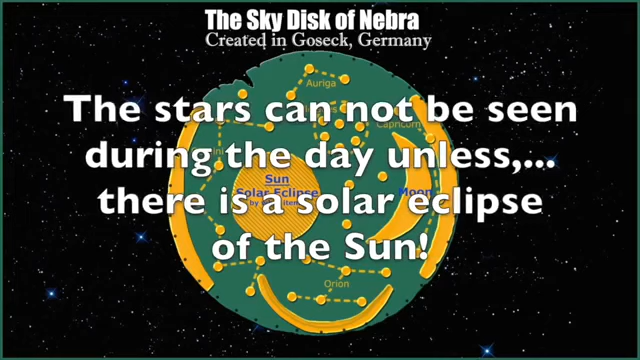 The Sky Disk of Nebra
Created in Goseck, Germany
Auriga
Capricorn
The stars can not be seen
during the day unless,...
there is a solar eclipse
of the Sun!
Sun
Solar Eclipse
Moon
Orion